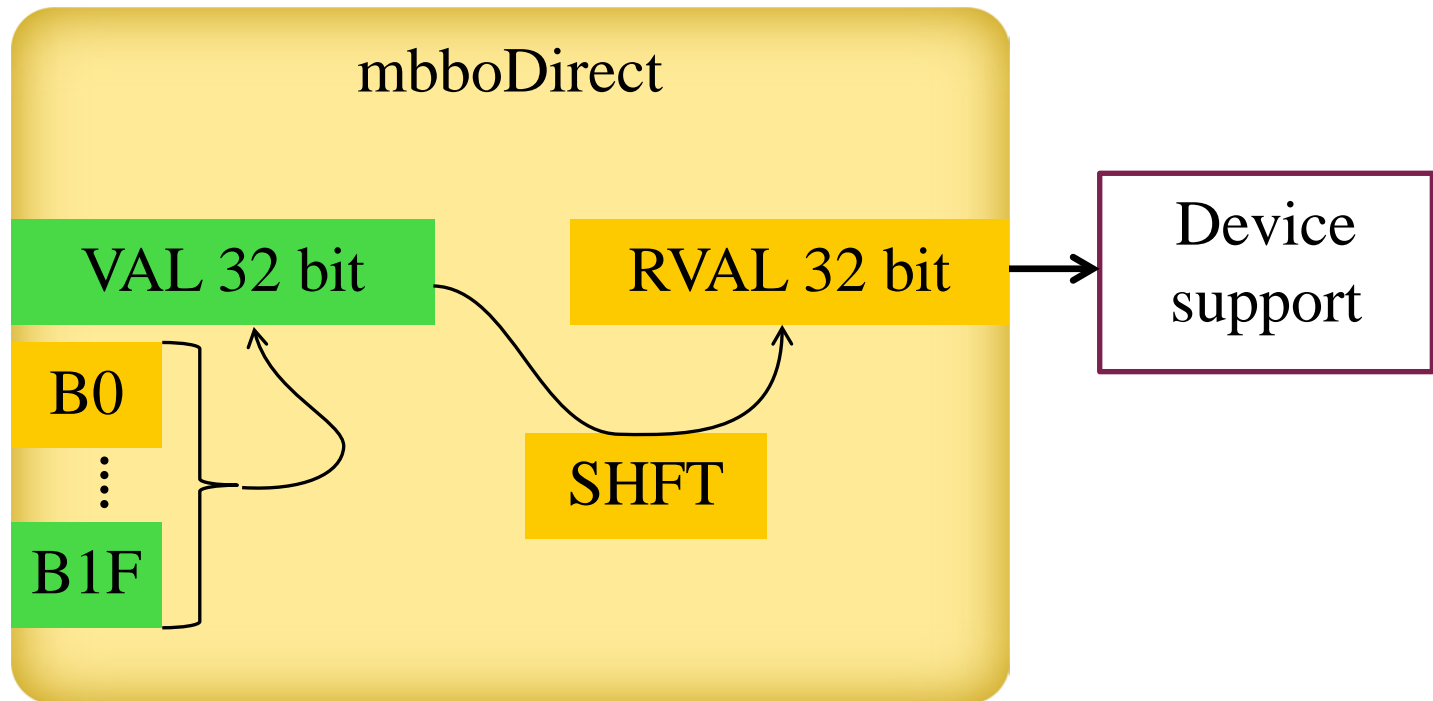 mbboDirect
VAL 32 bit
RVAL 32 bit
Device
support
B0
SHFT
B1F